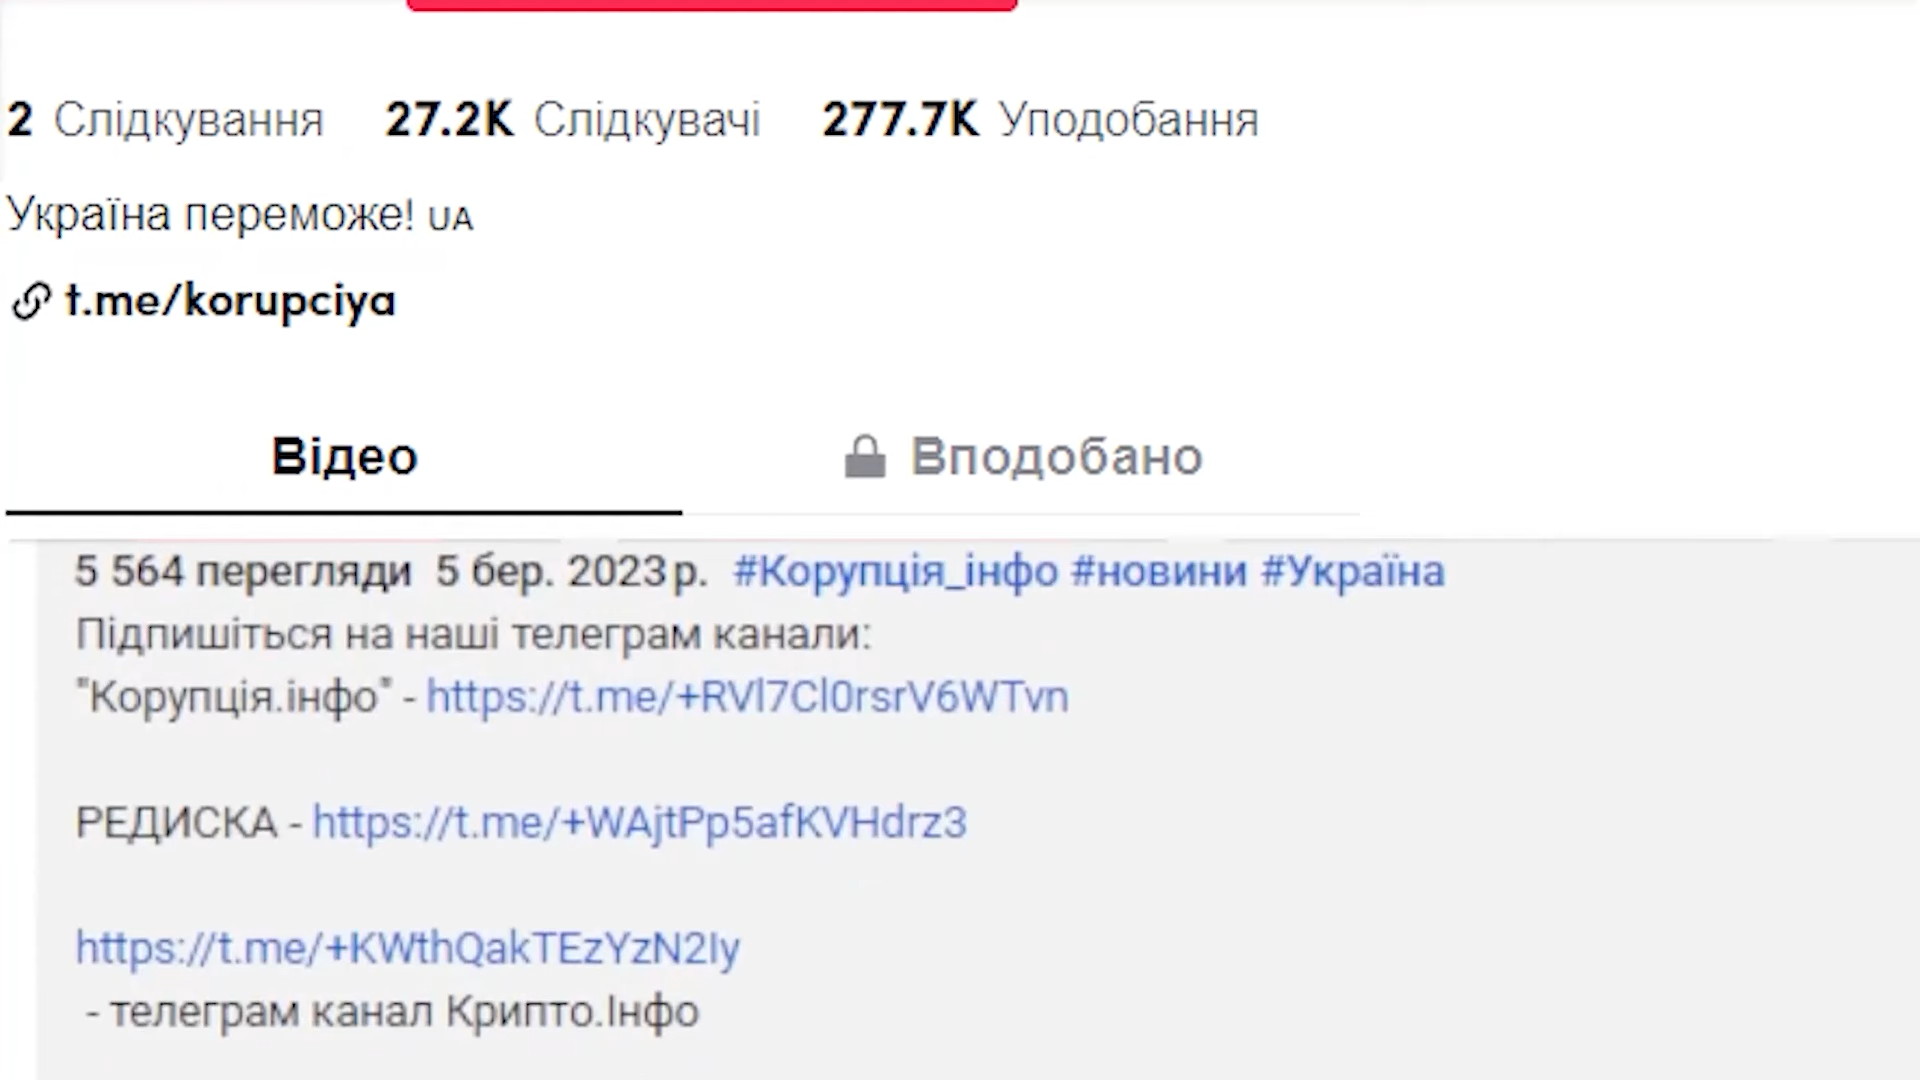 2 Слідкування 27.2K Слідкувачі 277.7K Уподобання
Україна переможе! UA
t.me/korupciya
Відео Вподобано
5 564 перегляди 5 бер. 2023 р. #Корупція_інфо #новини #Україна
Підпишіться на наші телеграм канали:
"Корупція.інфо" - https://t.me/+RVl7Cl0rsrV6WTvn
РЕДИСКА - https://t.me/+WAjtPp5afKVHdrz3
https://t.me/+KWthQakTEzYzN2Iy
- телеграм канал Крипто.Інфо